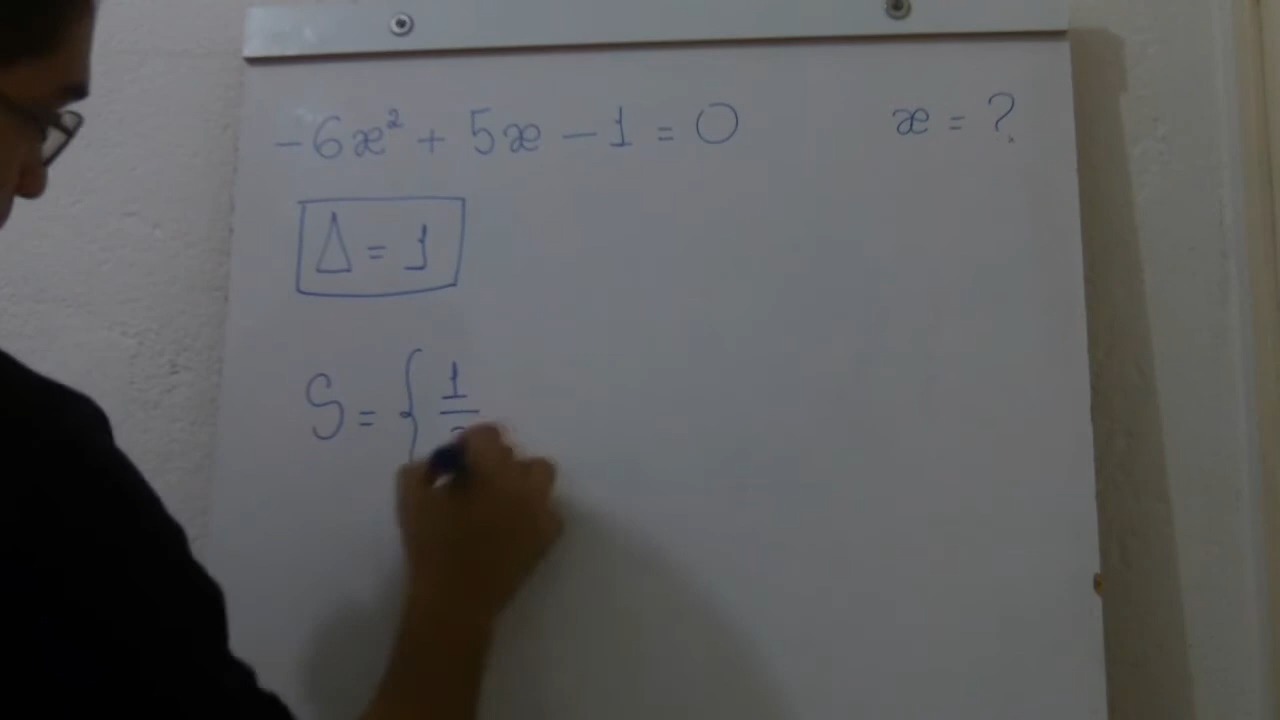 -6x² + 5x - 1 = 0 x = ?
Δ = 1
S = { 1/